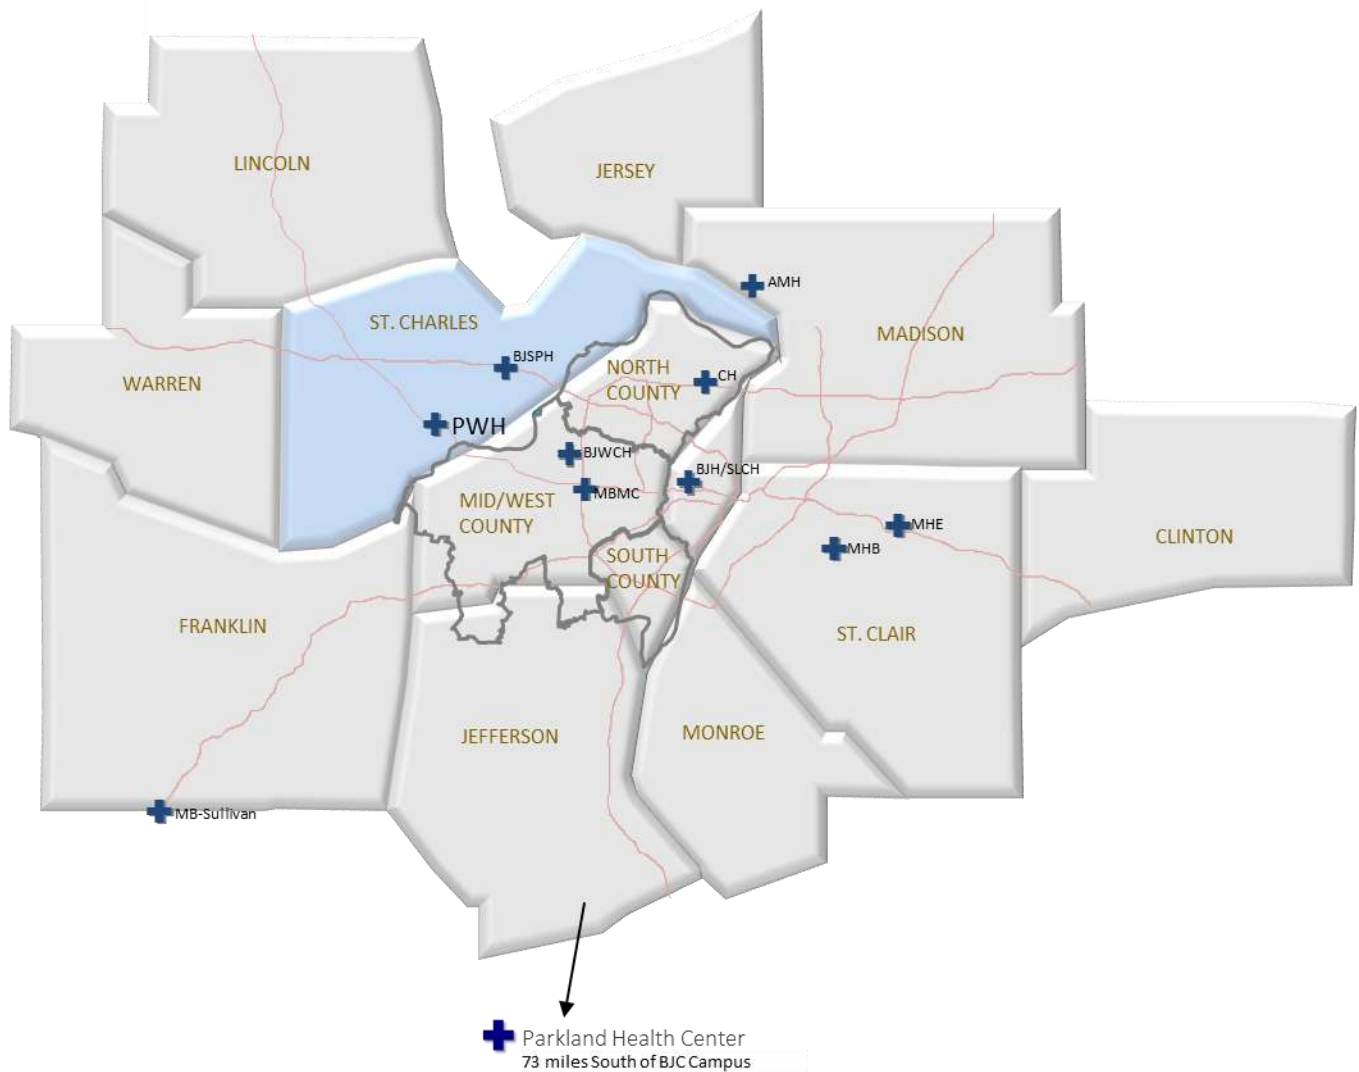 LINCOLN
JERSEY
AMH
ST. CHARLES
MADISON
BJSPH
NORTH
COUNTY
CH
WARREN
PWH
BJWCH
BJH/SLCH
MBMC
MID/WEST
COUNTY
MHE
MHB
CLINTON
SOUTH
COUNTY
FRANKLIN
ST. CLAIR
JEFFERSON
MONROE
MB-Sullivan
Parkland Health Center
73 miles South of BJC Campus